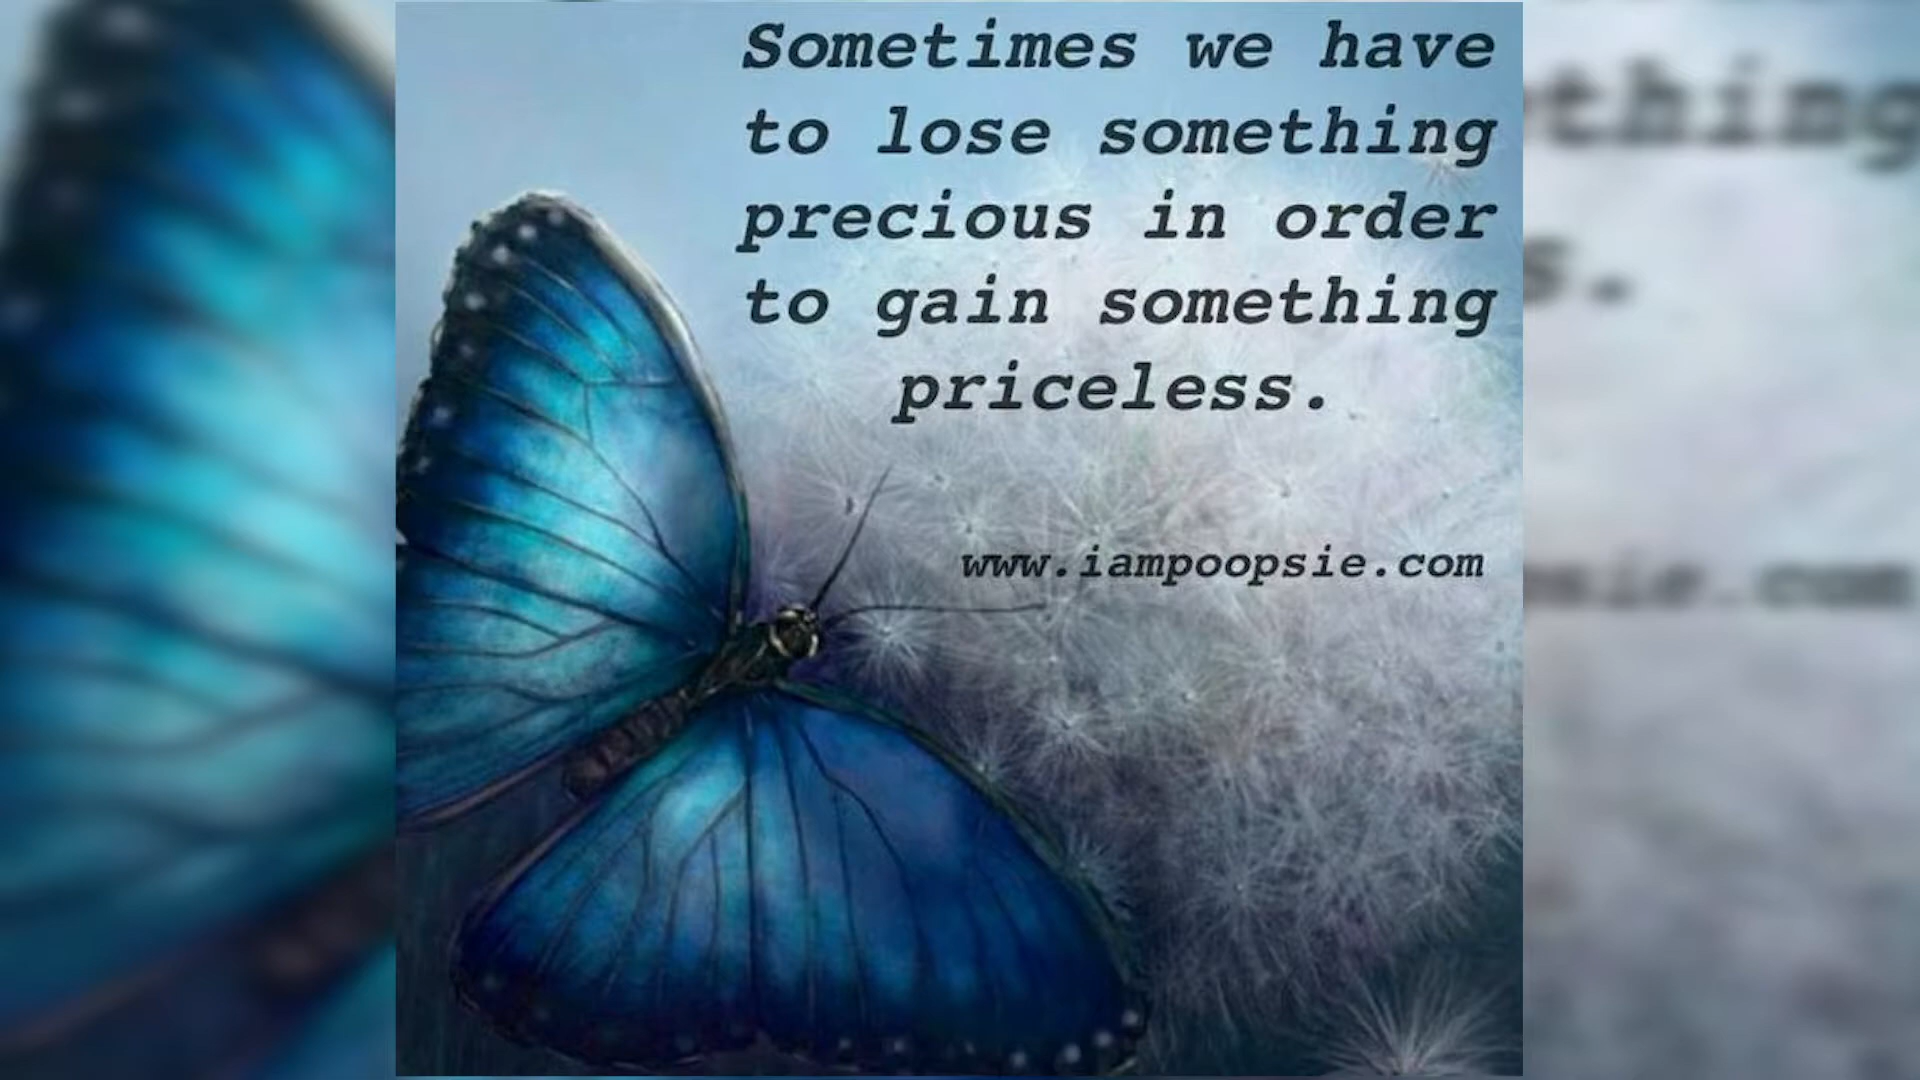 Sometimes we have
to lose something
precious in order
to gain something
priceless.
www.iampoopsie.com